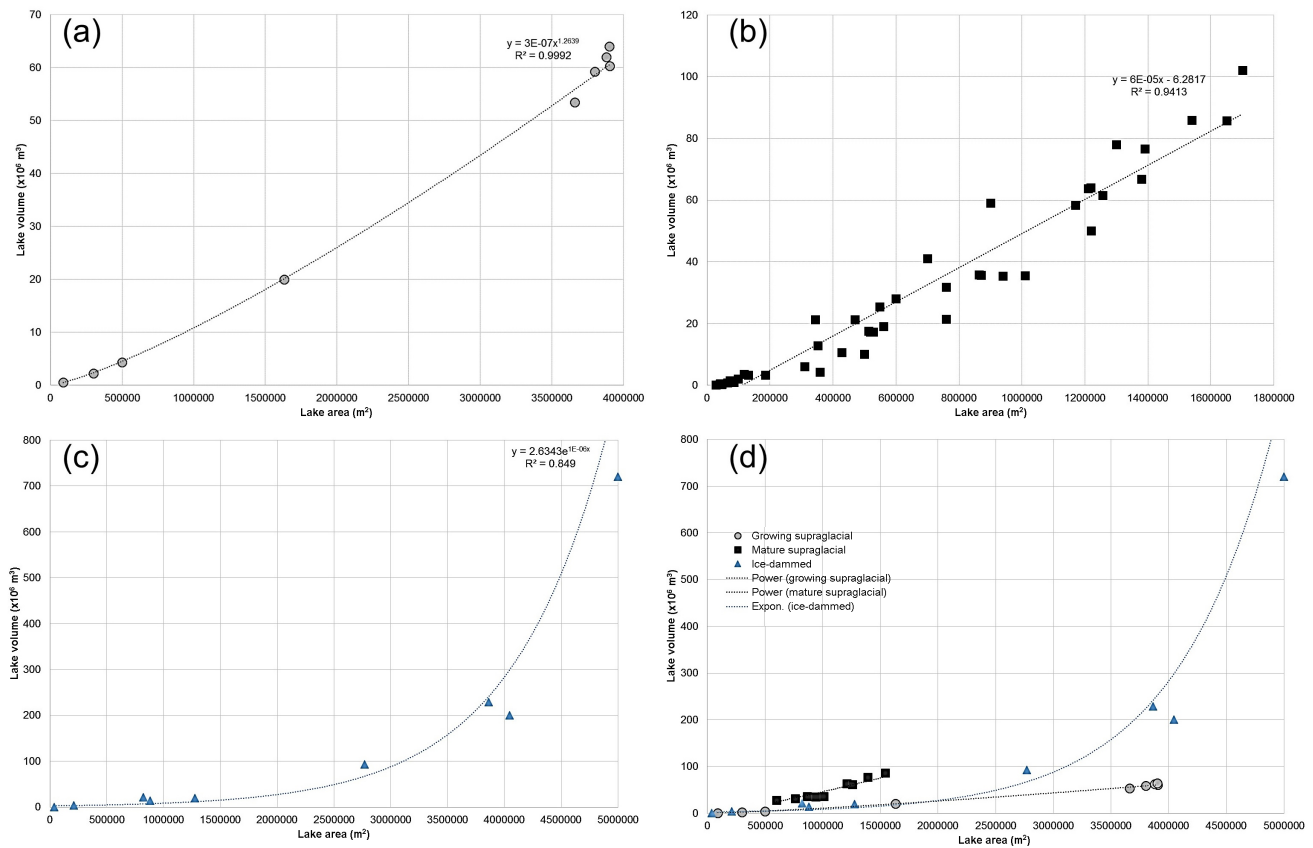 (a)
y = 3E-07x^1.2639
R² = 0.9992
70
60
50
40
30
20
10
0
Lake volume (x10⁶ m³)
0 500000 1000000 1500000 2000000 2500000 3000000 3500000 4000000
Lake area (m²)
(b)
y = 6E-05x - 6.2817
R² = 0.9413
120
100
80
60
40
20
0
Lake volume (x10⁶ m³)
0 200000 400000 600000 800000 1000000 1200000 1400000 1600000 1800000
Lake area (m²)
(c)
y = 2.6343e^1E-06x
R² = 0.849
800
700
600
500
400
300
200
100
0
Lake volume (x10⁶ m³)
0 500000 1000000 1500000 2000000 2500000 3000000 3500000 4000000 4500000 5000000
Lake area (m²)
(d)
800
700
600
500
400
300
200
100
0
Lake volume (x10⁶ m³)
Growing supraglacial
Mature supraglacial
Ice-dammed
Power (growing supraglacial)
Power (mature supraglacial)
Expon. (ice-dammed)
0 500000 1000000 1500000 2000000 2500000 3000000 3500000 4000000 4500000 5000000
Lake area (m²)